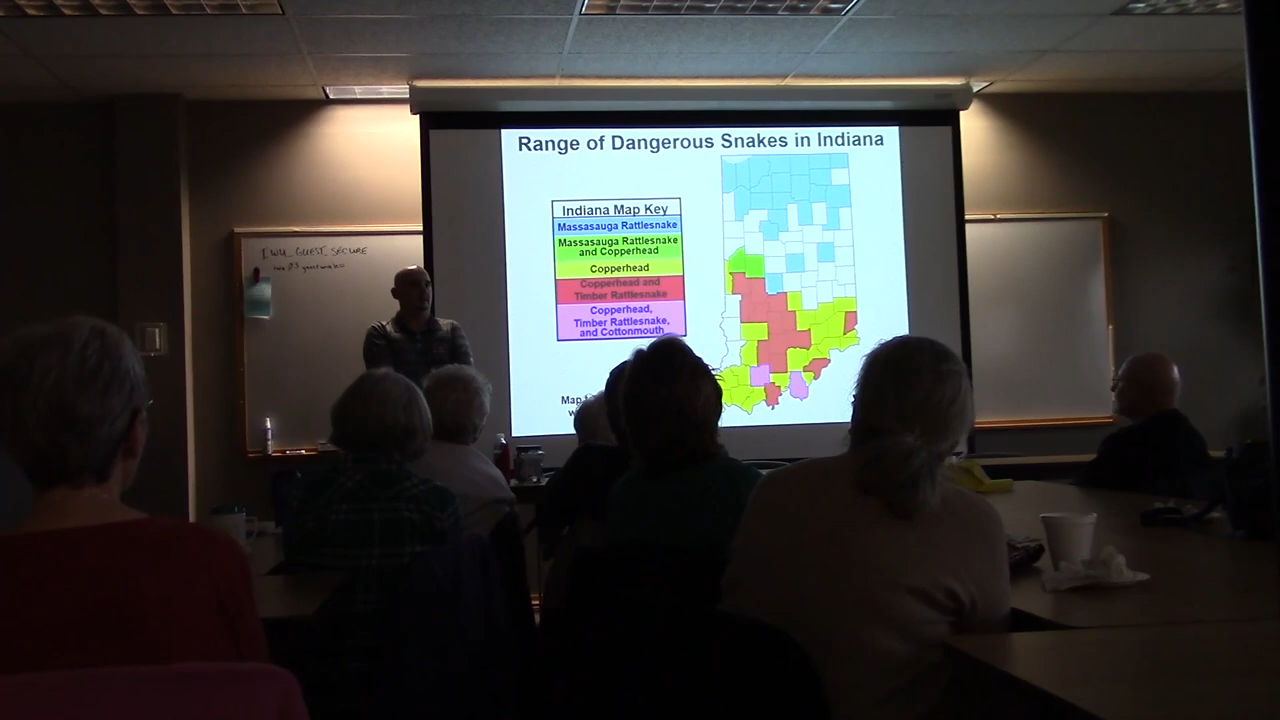 Range of Dangerous Snakes in Indiana
Indiana Map Key
Massasauga Rattlesnake
Massasauga Rattlesnake
and Copperhead
Copperhead
Copperhead and
Timber Rattlesnake
Copperhead,
Timber Rattlesnake,
and Cottonmouth
Map
IWU_GUEST_SECURE